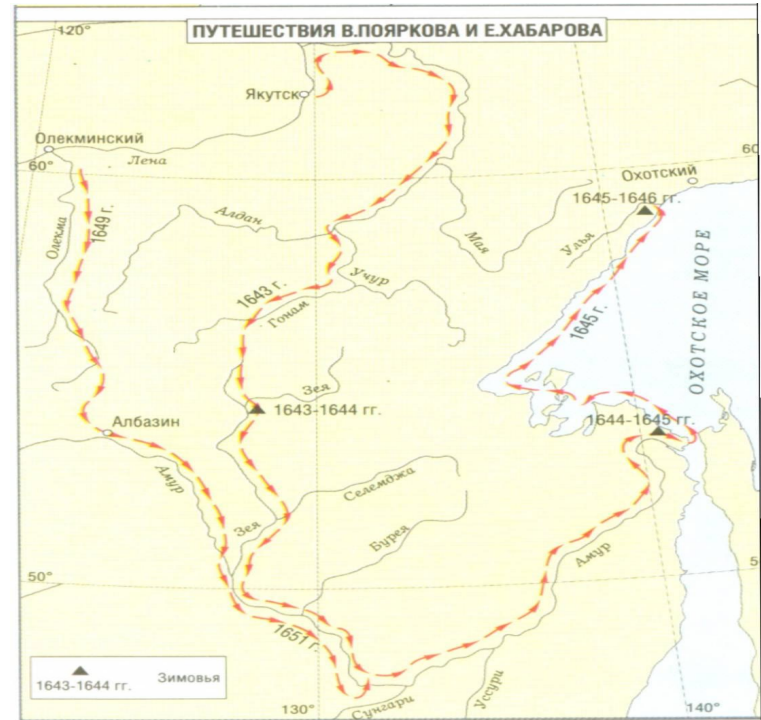 ПУТЕШЕСТВИЯ В.ПОЯРКОВА И Е.ХАБАРОВА
120°
Якутск
Олекминский
Лена
60°
60
Охотский
1645-1646 гг.
Олекма
1649 г.
Алдан
Мая
Улья
Учур
1643 г.
Гонам
1645 г.
ОХОТСКОЕ МОРЕ
Зея
1643-1644 гг.
1644-1645 гг.
Албазин
Амур
Селемджа
Зея
Бурея
Амур
50°
5
1651 г.
Уссури
Сунгари
130°
140°
1643-1644 гг.
Зимовья